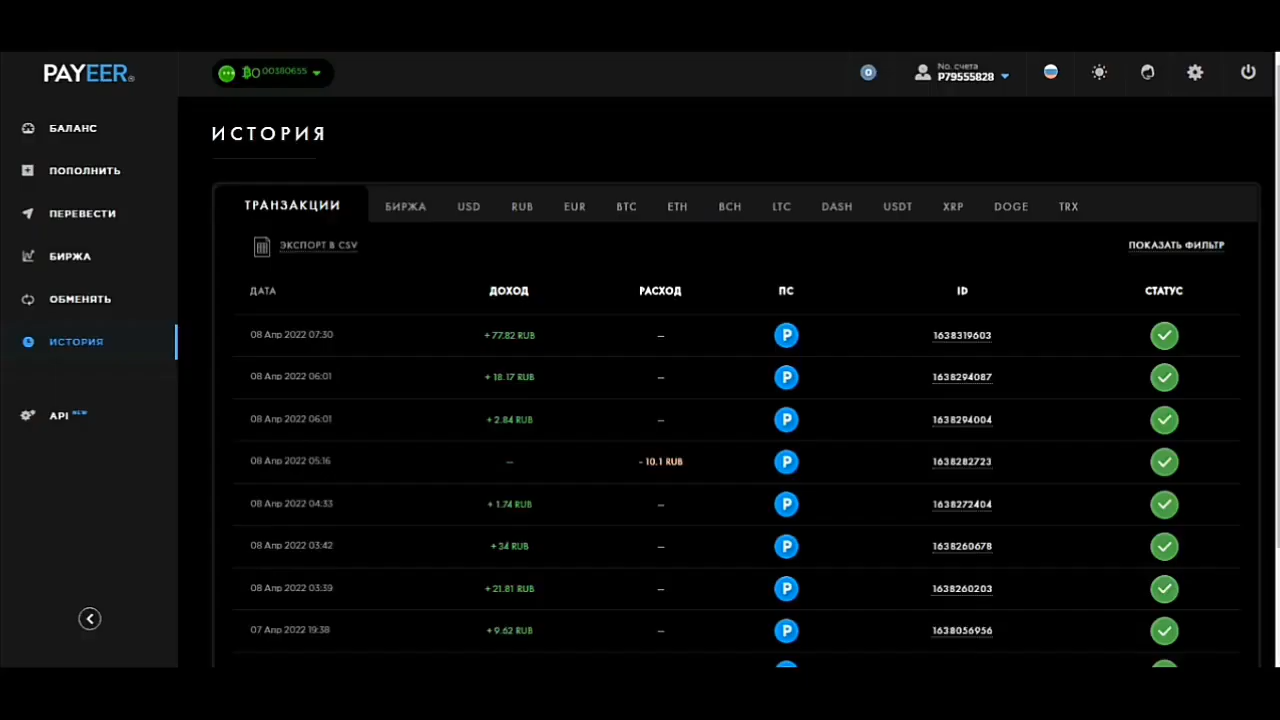 PAYEER®
₿0.00380655
No. счета
P79555828
БАЛАНС
ПОПОЛНИТЬ
ПЕРЕВЕСТИ
БИРЖА
ОБМЕНЯТЬ
ИСТОРИЯ
API NEW
ИСТОРИЯ
ТРАНЗАКЦИИ БИРЖА USD RUB EUR BTC ETH BCH LTC DASH USDT XRP DOGE TRX
ЭКСПОРТ В CSV ПОКАЗАТЬ ФИЛЬТР
ДАТА ДОХОД РАСХОД ПС ID СТАТУС
08 Апр 2022 07:30 + 77.82 RUB — P 1638319603
08 Апр 2022 06:01 + 18.17 RUB — P 1638294087
08 Апр 2022 06:01 + 2.84 RUB — P 1638294004
08 Апр 2022 05:16 — - 10.1 RUB P 1638282723
08 Апр 2022 04:33 + 1.74 RUB — P 1638272404
08 Апр 2022 03:42 + 34 RUB — P 1638260678
08 Апр 2022 03:39 + 21.81 RUB — P 1638260203
07 Апр 2022 19:38 + 9.62 RUB — P 1638056956